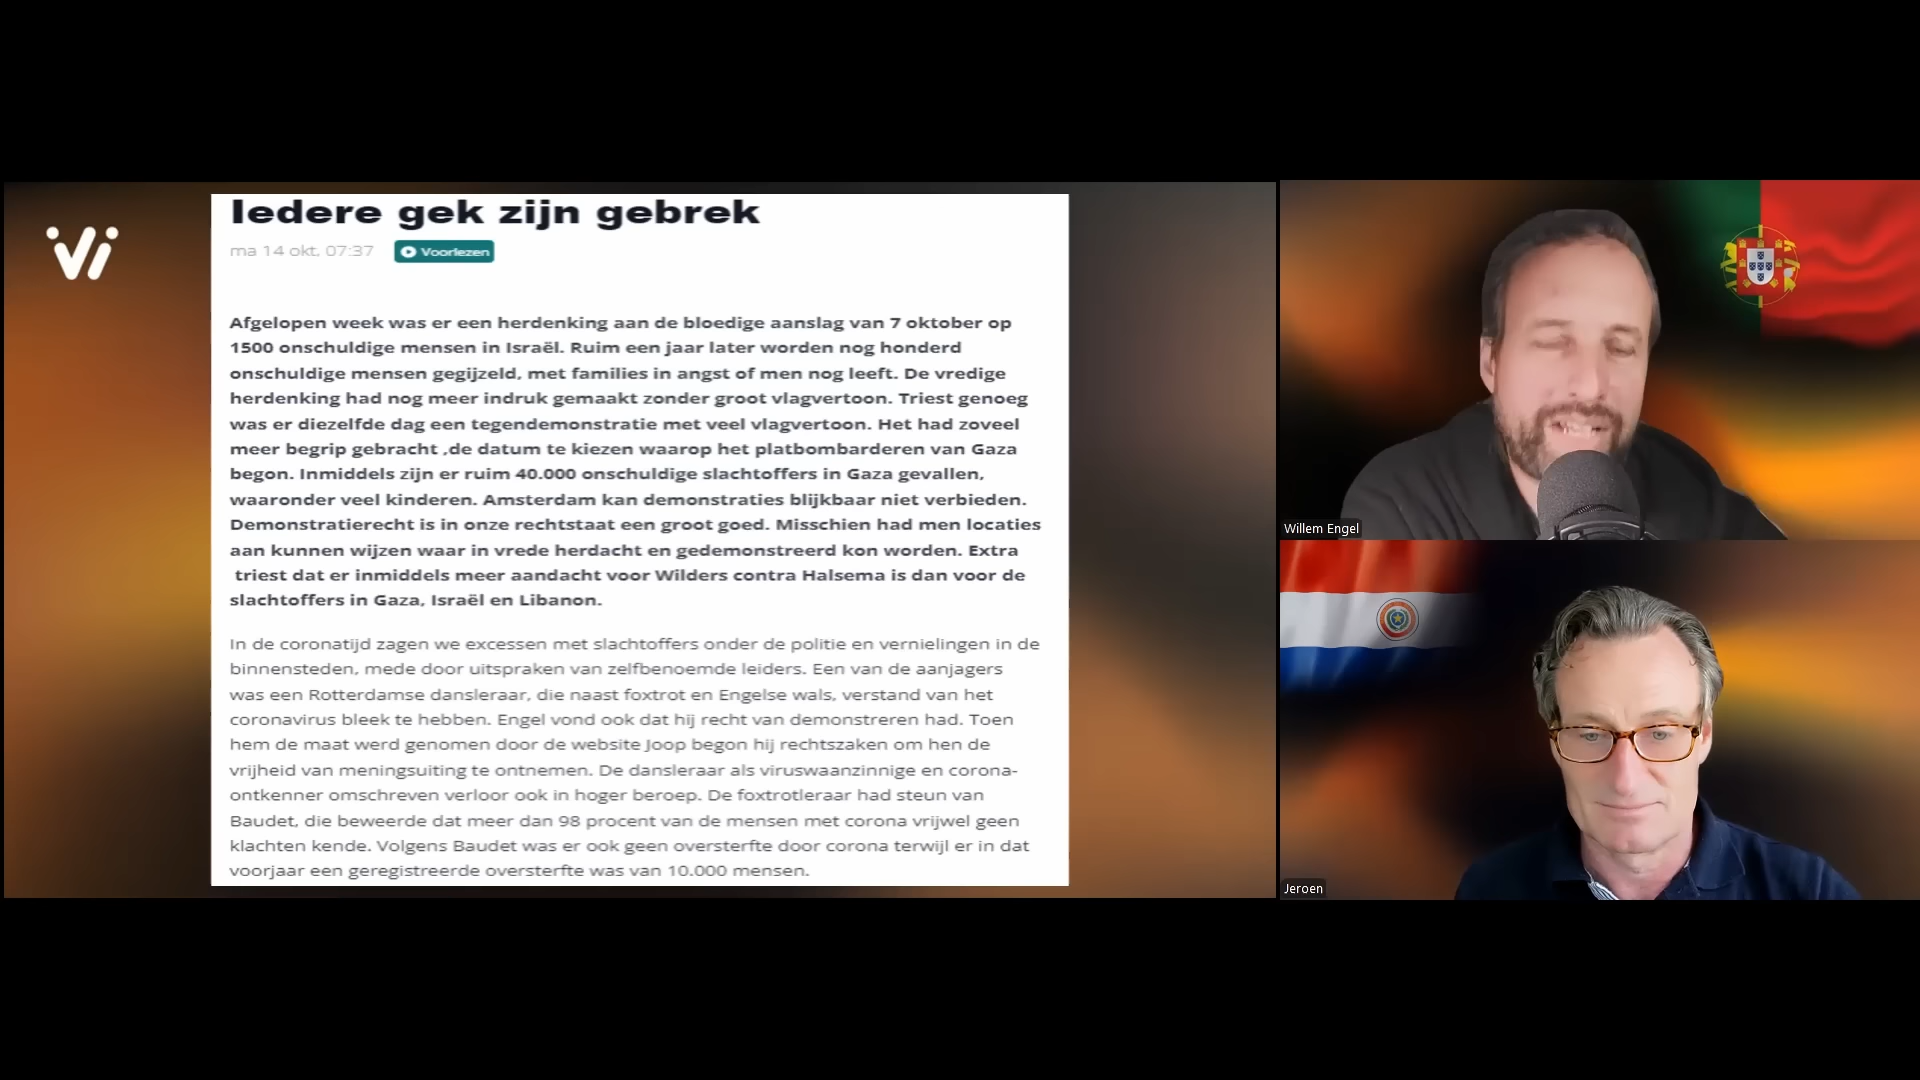 Iedere gek zijn gebrek
ma 14 okt, 07:37
Voorlezen
Afgelopen week was er een herdenking aan de bloedige aanslag van 7 oktober op
1500 onschuldige mensen in Israël. Ruim een jaar later worden nog honderd
onschuldige mensen gegijzeld, met families in angst of men nog leeft. De vredige
herdenking had nog meer indruk gemaakt zonder groot vlagvertoon. Triest genoeg
was er diezelfde dag een tegendemonstratie met veel vlagvertoon. Het had zoveel
meer begrip gebracht ,de datum te kiezen waarop het platbombarderen van Gaza
begon. Inmiddels zijn er ruim 40.000 onschuldige slachtoffers in Gaza gevallen,
waaronder veel kinderen. Amsterdam kan demonstraties blijkbaar niet verbieden.
Demonstratierecht is in onze rechtstaat een groot goed. Misschien had men locaties
aan kunnen wijzen waar in vrede herdacht en gedemonstreerd kon worden. Extra
triest dat er inmiddels meer aandacht voor Wilders contra Halsema is dan voor de
slachtoffers in Gaza, Israël en Libanon.
In de coronatijd zagen we excessen met slachtoffers onder de politie en vernielingen in de
binnensteden, mede door uitspraken van zelfbenoemde leiders. Een van de aanjagers
was een Rotterdamse dansleraar, die naast foxtrot en Engelse wals, verstand van het
coronavirus bleek te hebben. Engel vond ook dat hij recht van demonstreren had. Toen
hem de maat werd genomen door de website Joop begon hij rechtszaken om hen de
vrijheid van meningsuiting te ontnemen. De dansleraar als viruswaanzinnige en corona-
ontkenner omschreven verloor ook in hoger beroep. De foxtrotleraar had steun van
Baudet, die beweerde dat meer dan 98 procent van de mensen met corona vrijwel geen
klachten kende. Volgens Baudet was er ook geen oversterfte door corona terwijl er in dat
voorjaar een geregistreerde oversterfte was van 10.000 mensen.
Willem Engel
Jeroen